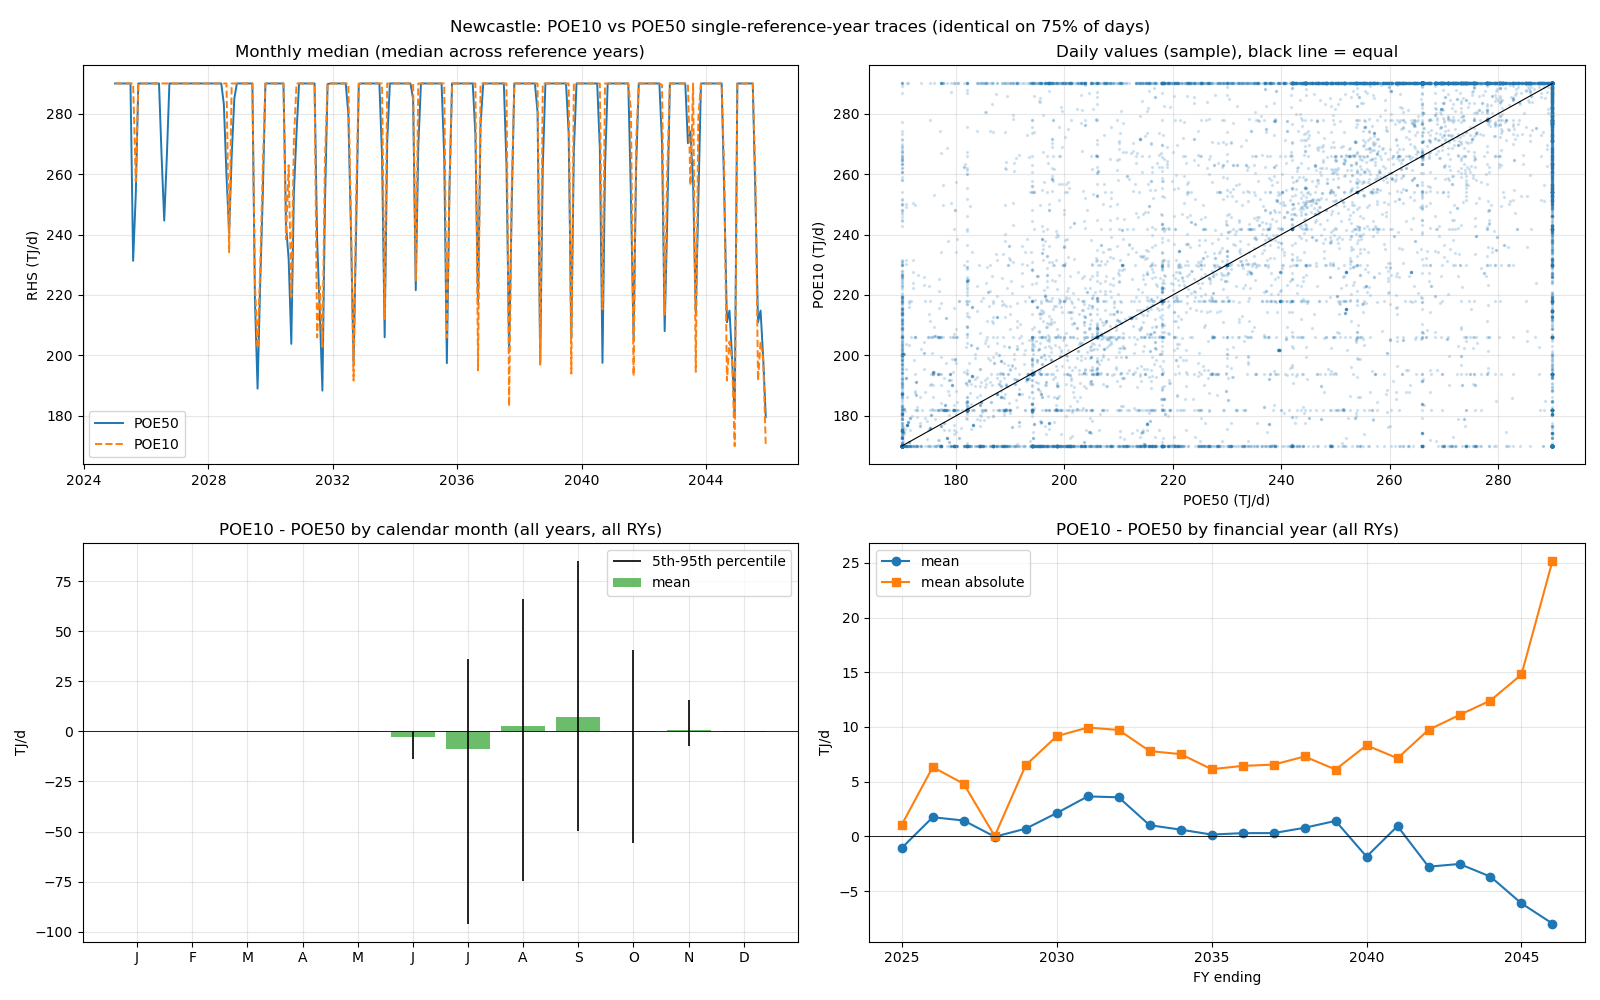 Newcastle: POE10 vs POE50 single-reference-year traces (identical on 75% of days)
Monthly median (median across reference years)
RHS (TJ/d)
280
260
240
220
200
180
POE50
POE10
2024
2028
2032
2036
2040
2044
Daily values (sample), black line = equal
POE10 (TJ/d)
280
260
240
220
200
180
180
200
220
240
260
280
POE50 (TJ/d)
POE10 - POE50 by calendar month (all years, all RYs)
TJ/d
75
50
25
0
−25
−50
−75
−100
5th-95th percentile
mean
J
F
M
A
M
J
J
A
S
O
N
D
POE10 - POE50 by financial year (all RYs)
TJ/d
25
20
15
10
5
0
−5
mean
mean absolute
2025
2030
2035
2040
2045
FY ending